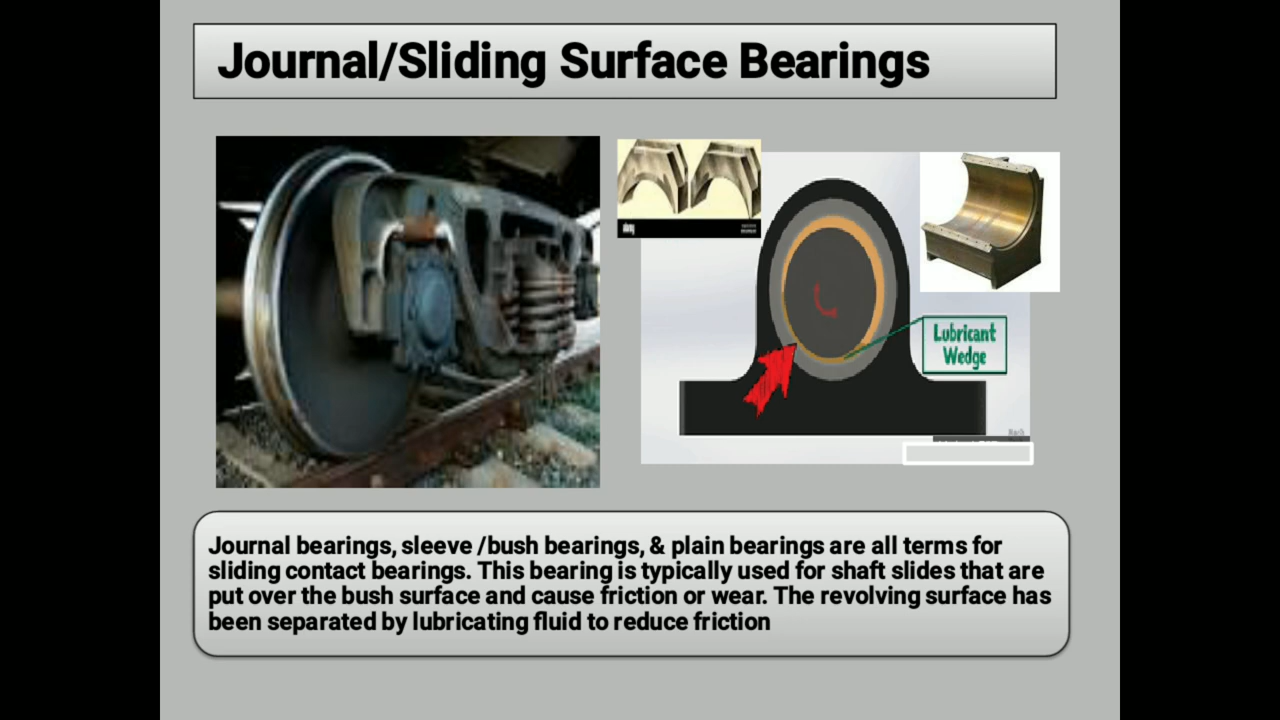 Journal/Sliding Surface Bearings
Lubricant
Wedge
Journal bearings, sleeve /bush bearings, & plain bearings are all terms for
sliding contact bearings. This bearing is typically used for shaft slides that are
put over the bush surface and cause friction or wear. The revolving surface has
been separated by lubricating fluid to reduce friction